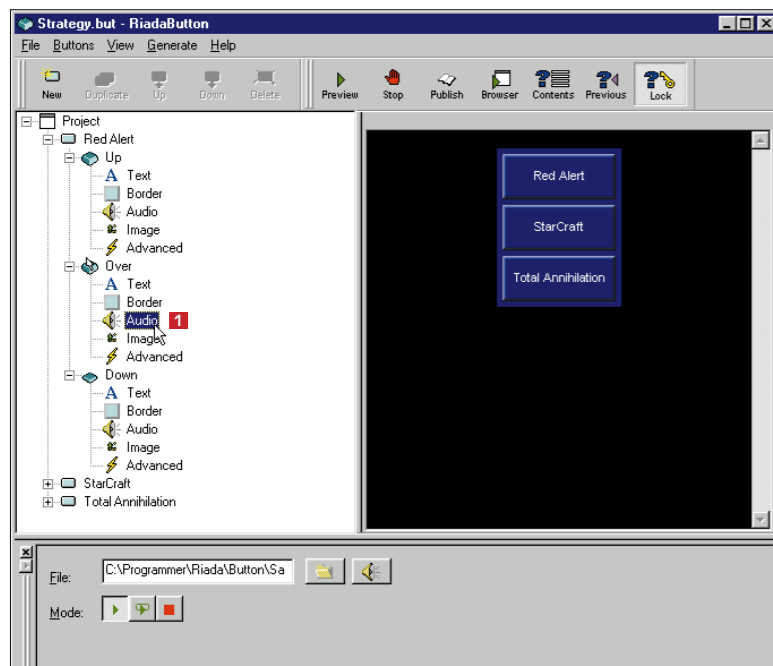 Strategy.but - RiadaButton
File Buttons View Generate Help
New Duplicate Up Down Delete Preview Stop Publish Browser Contents Previous Lock
Project
Red Alert
Up
Text
Border
Audio
Image
Advanced
Over
Text
Border
Audio 1
Image
Advanced
Down
Text
Border
Audio
Image
Advanced
StarCraft
Total Annihilation
Red Alert
StarCraft
Total Annihilation
File: C:\Programmer\Riada\Button\Sa
Mode: